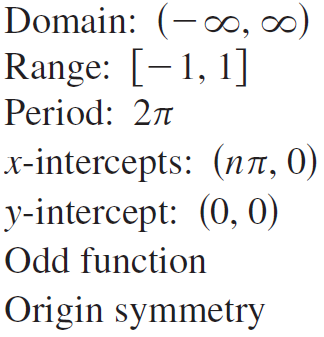 Domain: (−∞, ∞)
Range: [−1, 1]
Period: 2π
x-intercepts: (nπ, 0)
y-intercept: (0, 0)
Odd function
Origin symmetry